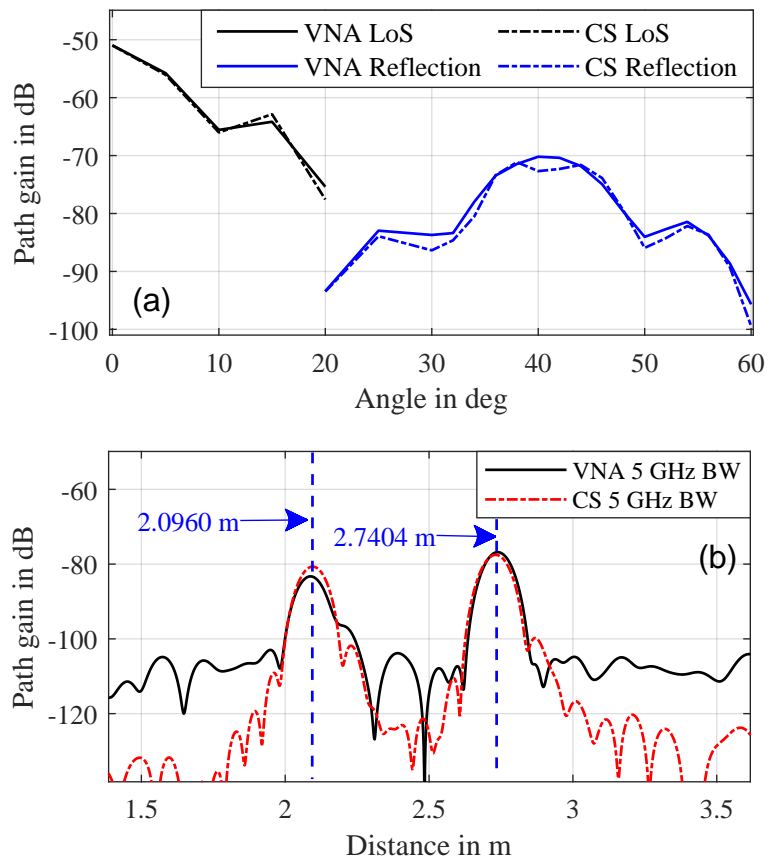 VNA LoS
CS LoS
VNA Reflection
CS Reflection
Path gain in dB
-50
-60
-70
-80
-90
-100
(a)
0
10
20
30
40
50
60
Angle in deg
VNA 5 GHz BW
CS 5 GHz BW
Path gain in dB
-60
-80
-100
-120
2.0960 m
2.7404 m
(b)
1.5
2
2.5
3
3.5
Distance in m